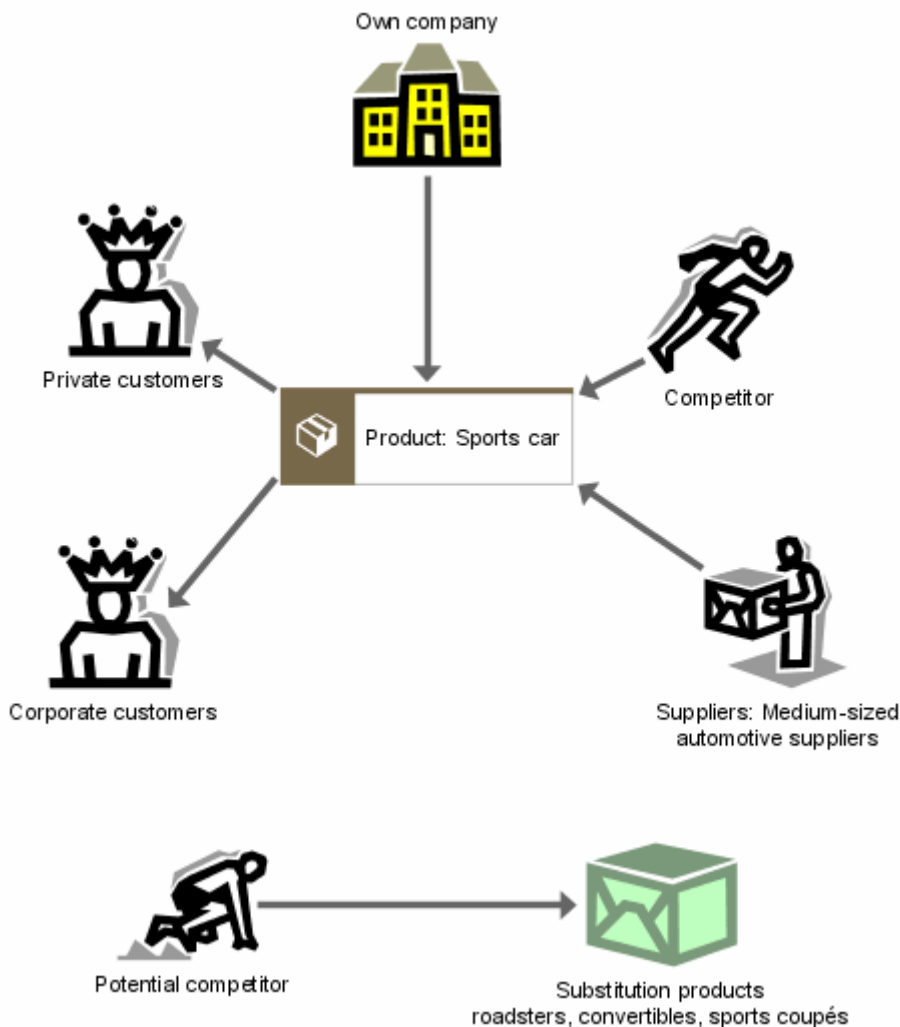 Own company
Private customers
Competitor
Product: Sports car
Corporate customers
Suppliers: Medium-sized
automotive suppliers
Potential competitor
Substitution products
roadsters, convertibles, sports coupés